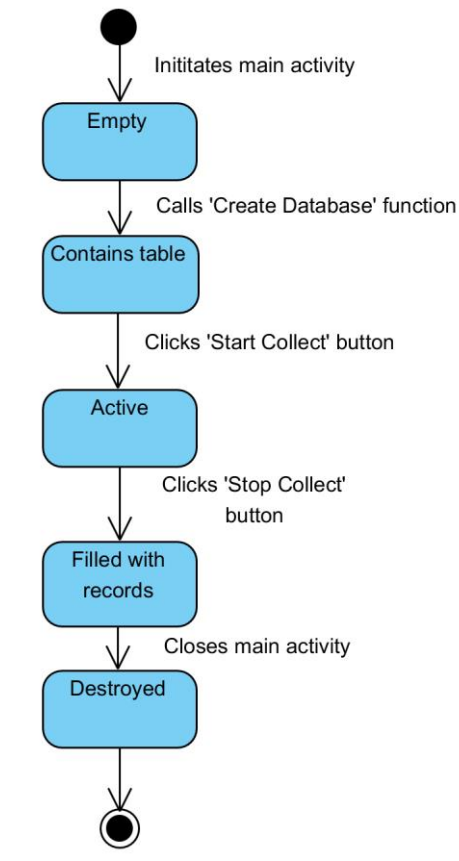 Inititates main activity
Empty
Calls 'Create Database' function
Contains table
Clicks 'Start Collect' button
Active
Clicks 'Stop Collect'
button
Filled with
records
Closes main activity
Destroyed